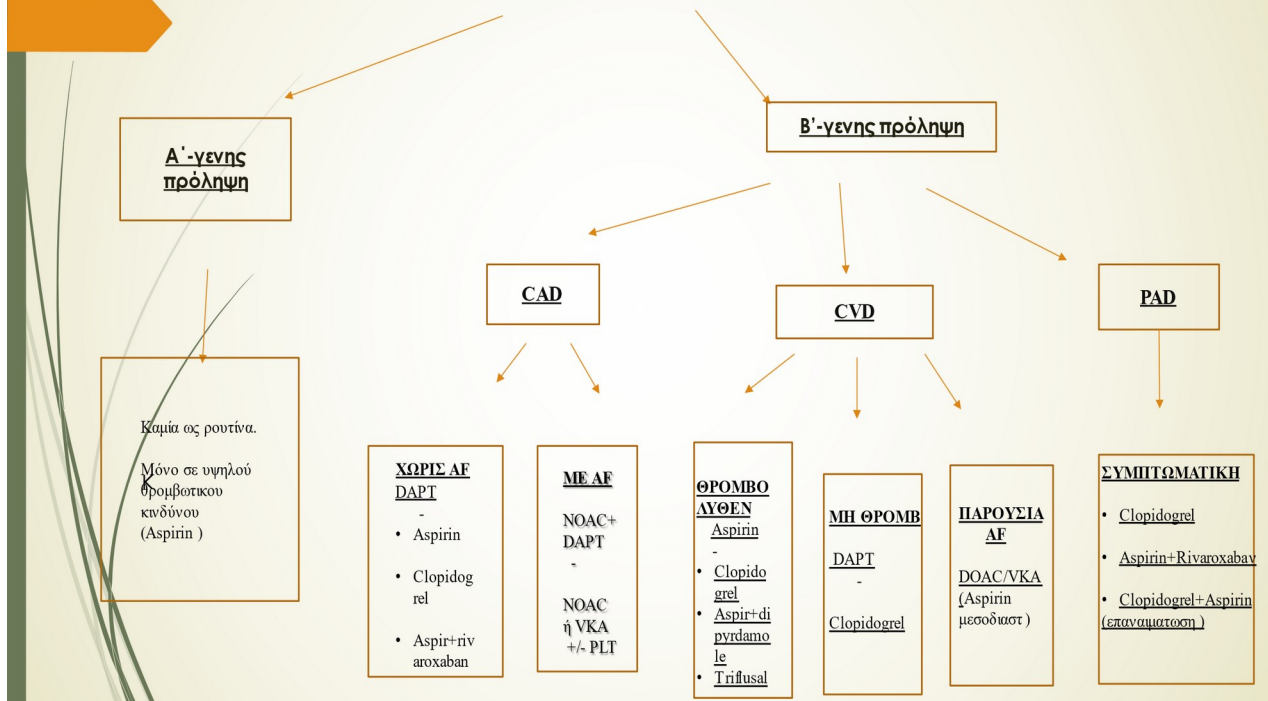 Α΄-γενης
πρόληψη
Β’-γενης πρόληψη
CAD
CVD
PAD
Καμία ως ρουτίνα.
Μόνο σε υψηλού
θρομβωτικου
κινδύνου
(Aspirin )
ΧΩΡΙΣ AF
DAPT
-
• Aspirin
• Clopidog
rel
• Aspir+riv
aroxaban
ΜΕ AF
NOAC+
DAPT
-
NOAC
ή VKA
+/- PLT
ΘΡΟΜΒΟ
ΛΥΘΕΝ
Aspirin
-
• Clopido
grel
• Aspir+di
pyrdamo
le
• Triflusal
ΜΗ ΘΡΟΜΒ
DAPT
-
Clopidogrel
ΠΑΡΟΥΣΙΑ
AF
DOAC/VKA
(Aspirin
μεσοδιαστ )
ΣΥΜΠΤΩΜΑΤΙΚΗ
• Clopidogrel
• Aspirin+Rivaroxabaν
• Clopidogrel+Aspirin
(επαναιματωση )